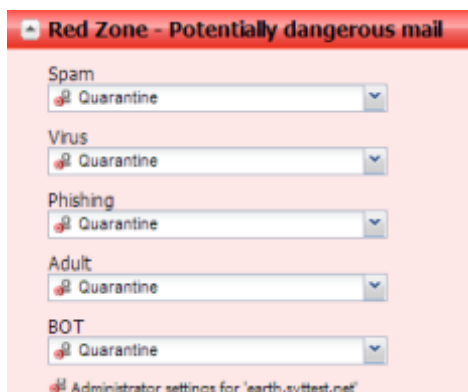 Red Zone - Potentially dangerous mail
Spam
Quarantine
Virus
Quarantine
Phishing
Quarantine
Adult
Quarantine
BOT
Quarantine
Administrator settings for 'earth.syttest.net'